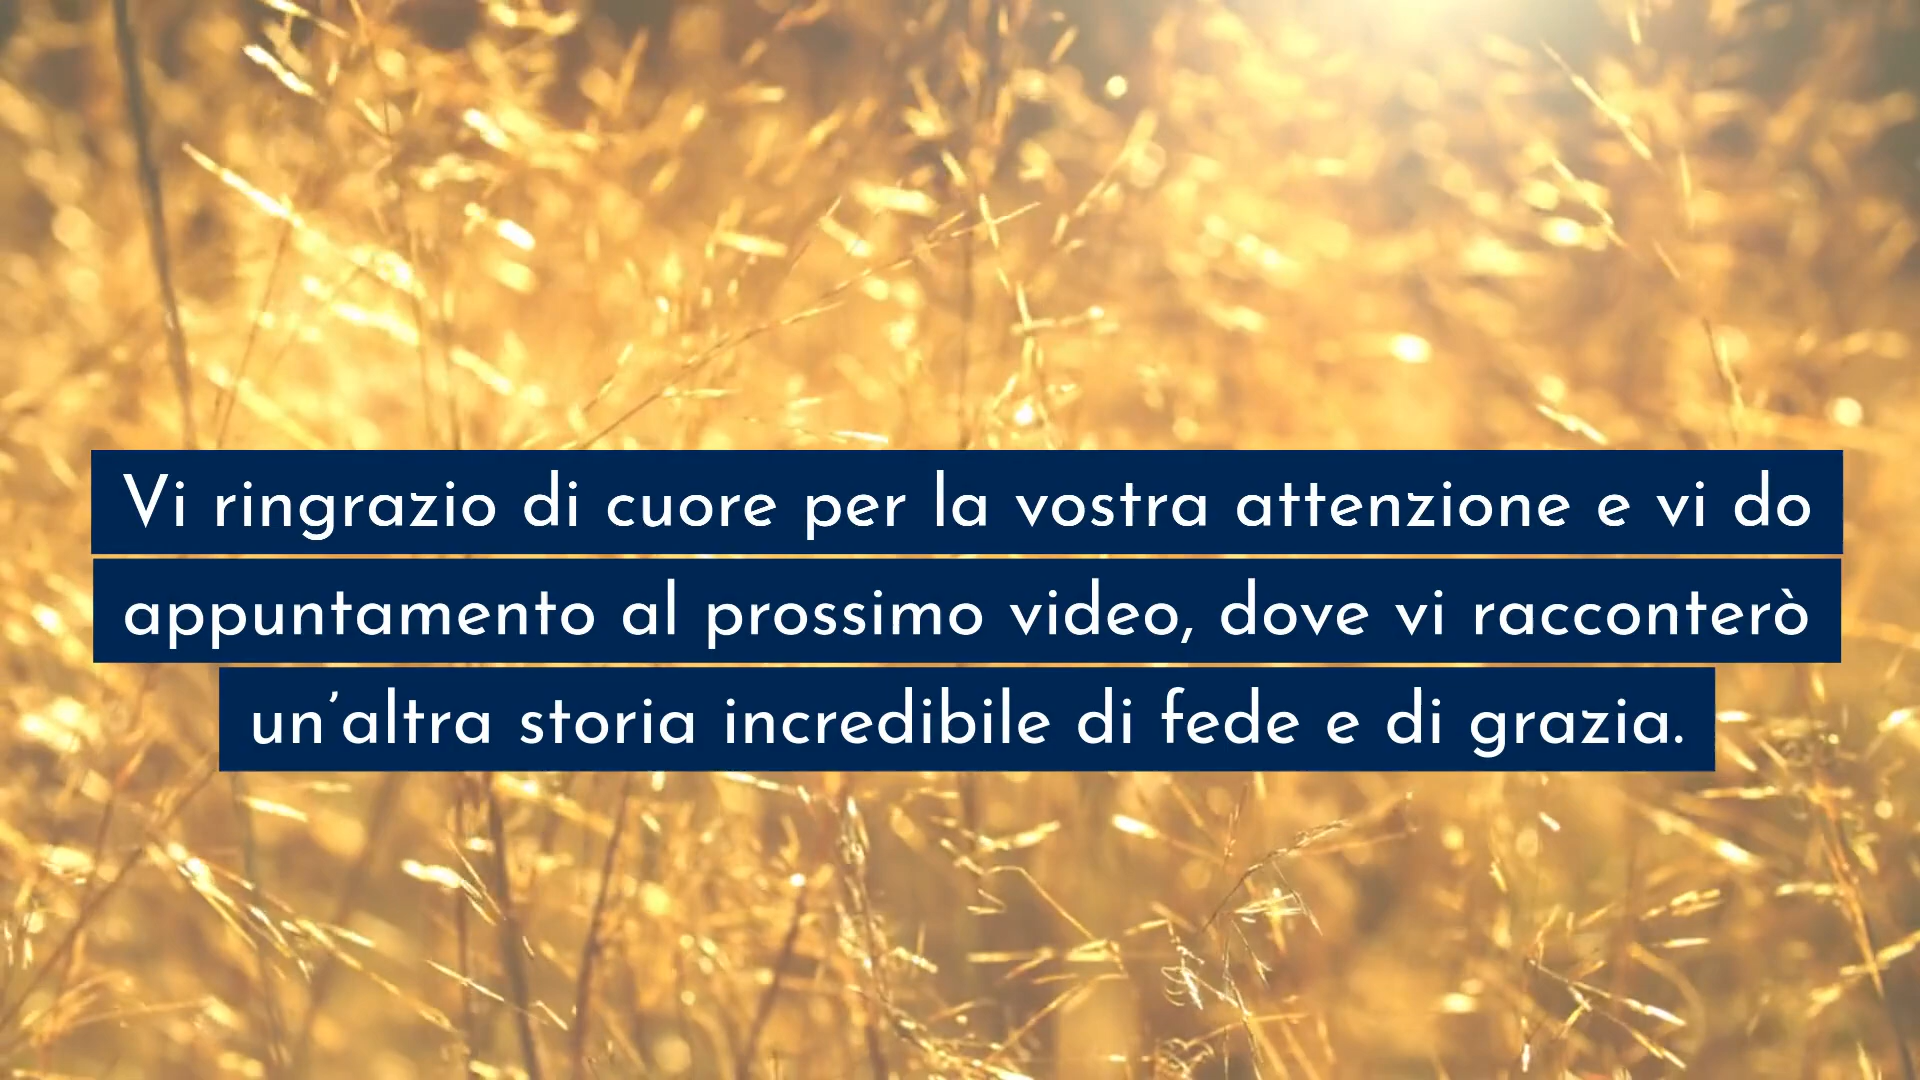 Vi ringrazio di cuore per la vostra attenzione e vi do
appuntamento al prossimo video, dove vi racconterò
un’altra storia incredibile di fede e di grazia.